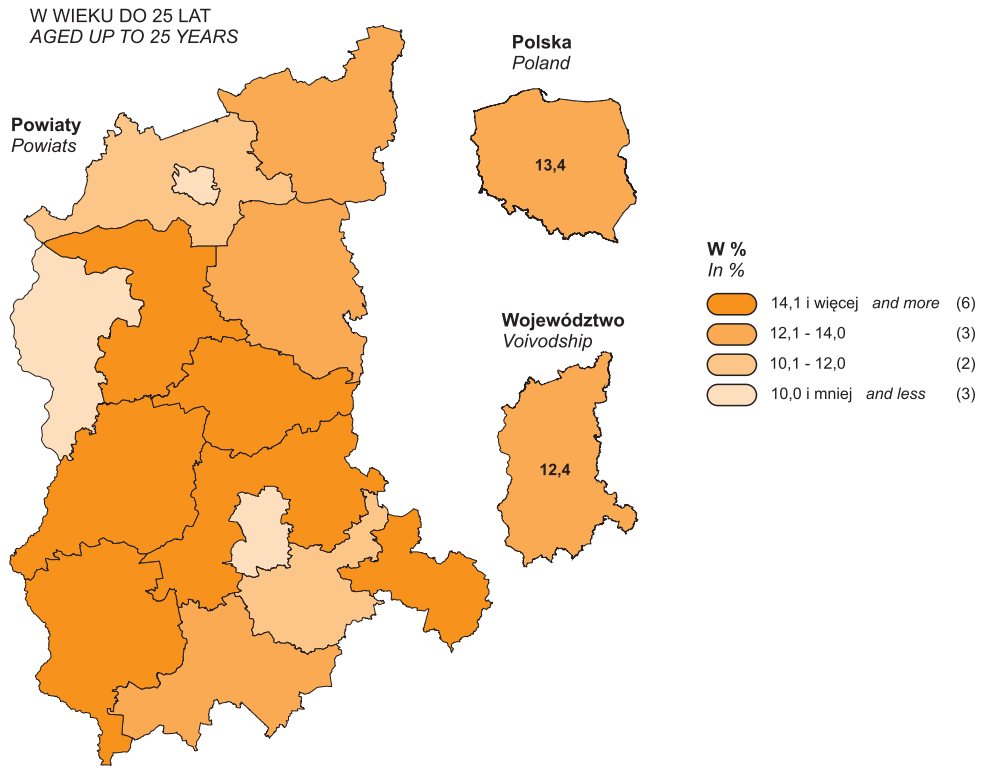 W WIEKU DO 25 LAT
AGED UP TO 25 YEARS
Polska
Poland
Powiaty
Powiats
13,4
W %
In %
14,1 i więcej and more (6)
12,1 - 14,0 (3)
10,1 - 12,0 (2)
10,0 i mniej and less (3)
Województwo
Voivodship
12,4